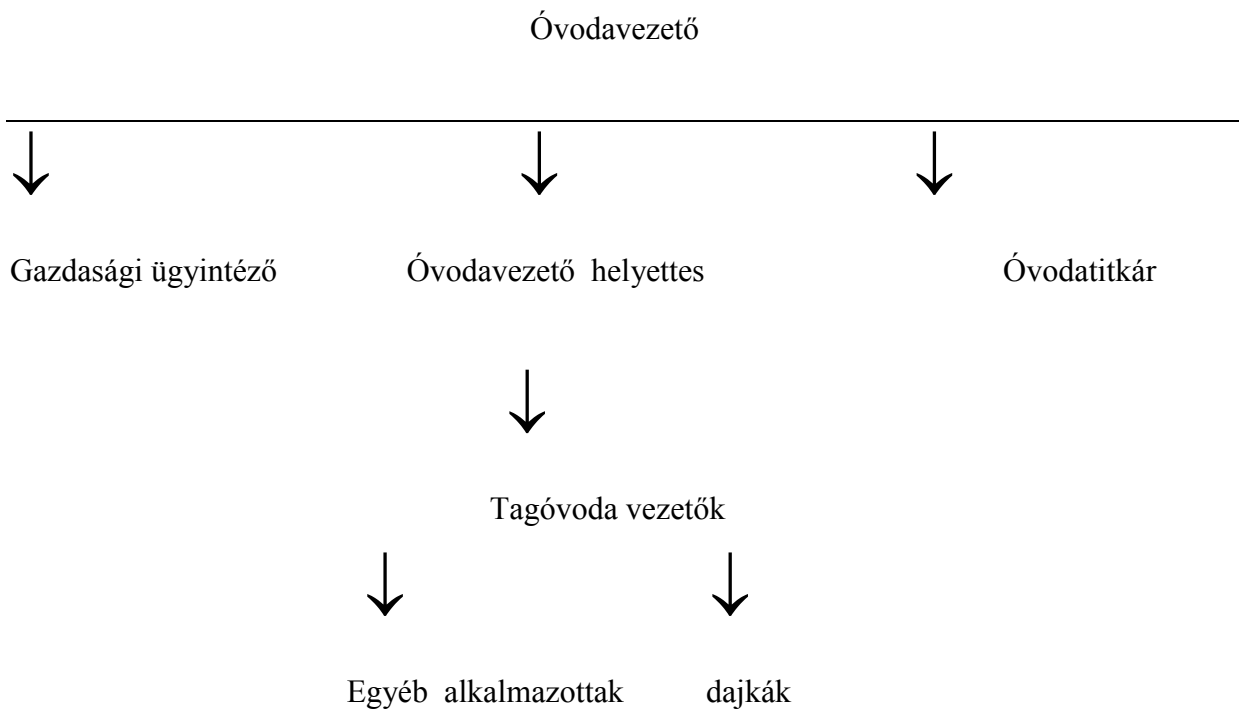 Óvodavezető
Gazdasági ügyintéző Óvodavezető helyettes Óvodatitkár
Tagóvoda vezetők
Egyéb alkalmazottak dajkák